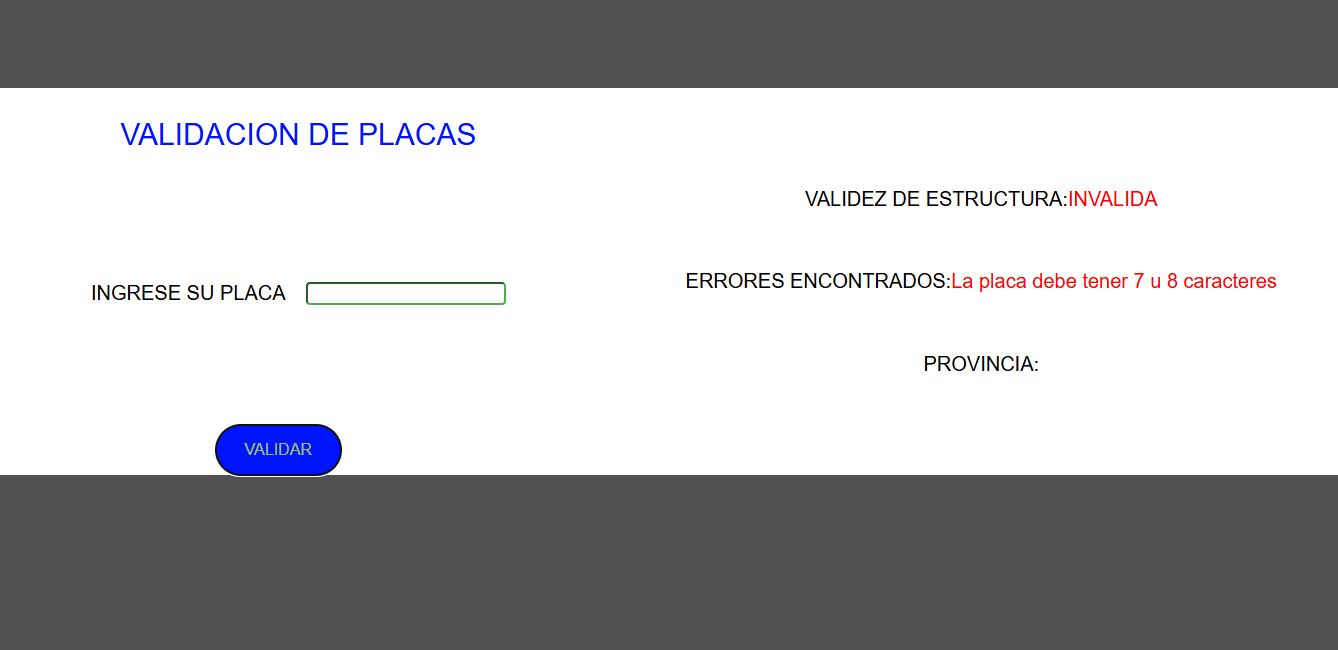 VALIDACION DE PLACAS
INGRESE SU PLACA
VALIDAR
VALIDEZ DE ESTRUCTURA:INVALIDA
ERRORES ENCONTRADOS:La placa debe tener 7 u 8 caracteres
PROVINCIA: